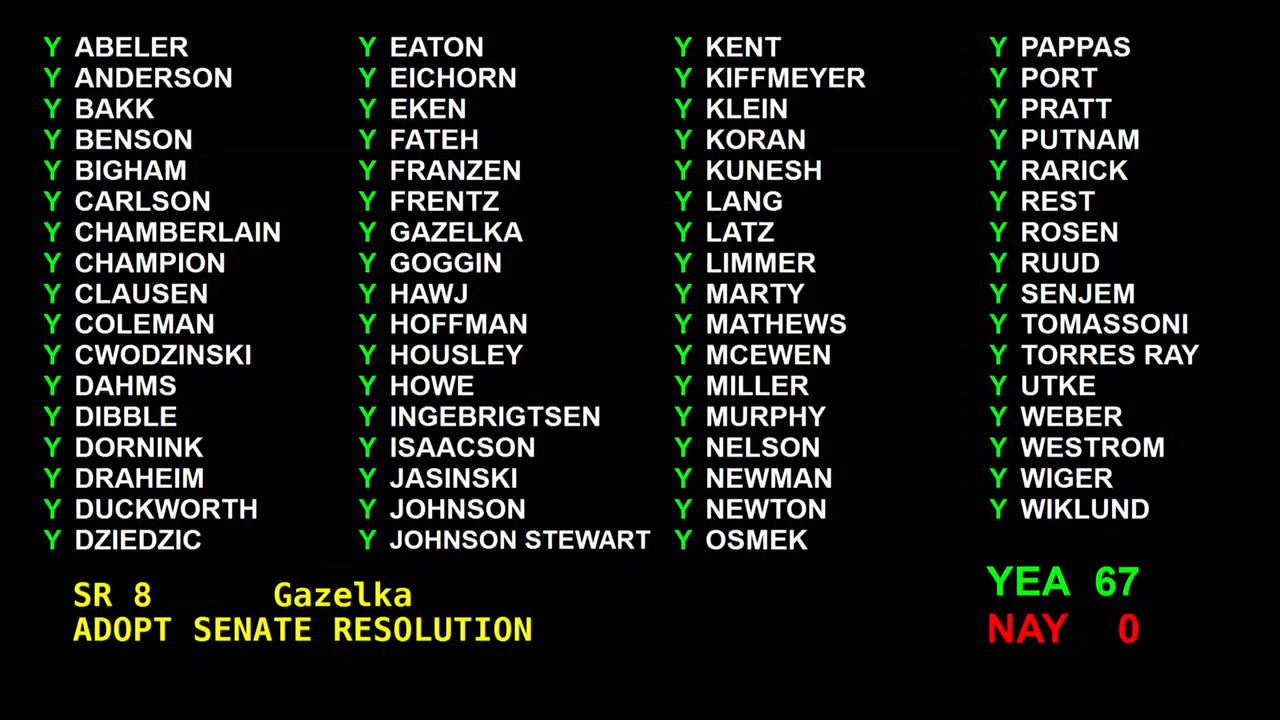 Y ABELER
Y ANDERSON
Y BAKK
Y BENSON
Y BIGHAM
Y CARLSON
Y CHAMBERLAIN
Y CHAMPION
Y CLAUSEN
Y COLEMAN
Y CWODZINSKI
Y DAHMS
Y DIBBLE
Y DORNINK
Y DRAHEIM
Y DUCKWORTH
Y DZIEDZIC
Y EATON
Y EICHORN
Y EKEN
Y FATEH
Y FRANZEN
Y FRENTZ
Y GAZELKA
Y GOGGIN
Y HAWJ
Y HOFFMAN
Y HOUSLEY
Y HOWE
Y INGEBRIGTSEN
Y ISAACSON
Y JASINSKI
Y JOHNSON
Y JOHNSON STEWART
Y KENT
Y KIFFMEYER
Y KLEIN
Y KORAN
Y KUNESH
Y LANG
Y LATZ
Y LIMMER
Y MARTY
Y MATHEWS
Y MCEWEN
Y MILLER
Y MURPHY
Y NELSON
Y NEWMAN
Y NEWTON
Y OSMEK
Y PAPPAS
Y PORT
Y PRATT
Y PUTNAM
Y RARICK
Y REST
Y ROSEN
Y RUUD
Y SENJEM
Y TOMASSONI
Y TORRES RAY
Y UTKE
Y WEBER
Y WESTROM
Y WIGER
Y WIKLUND
SR 8 Gazelka
ADOPT SENATE RESOLUTION
YEA 67
NAY 0